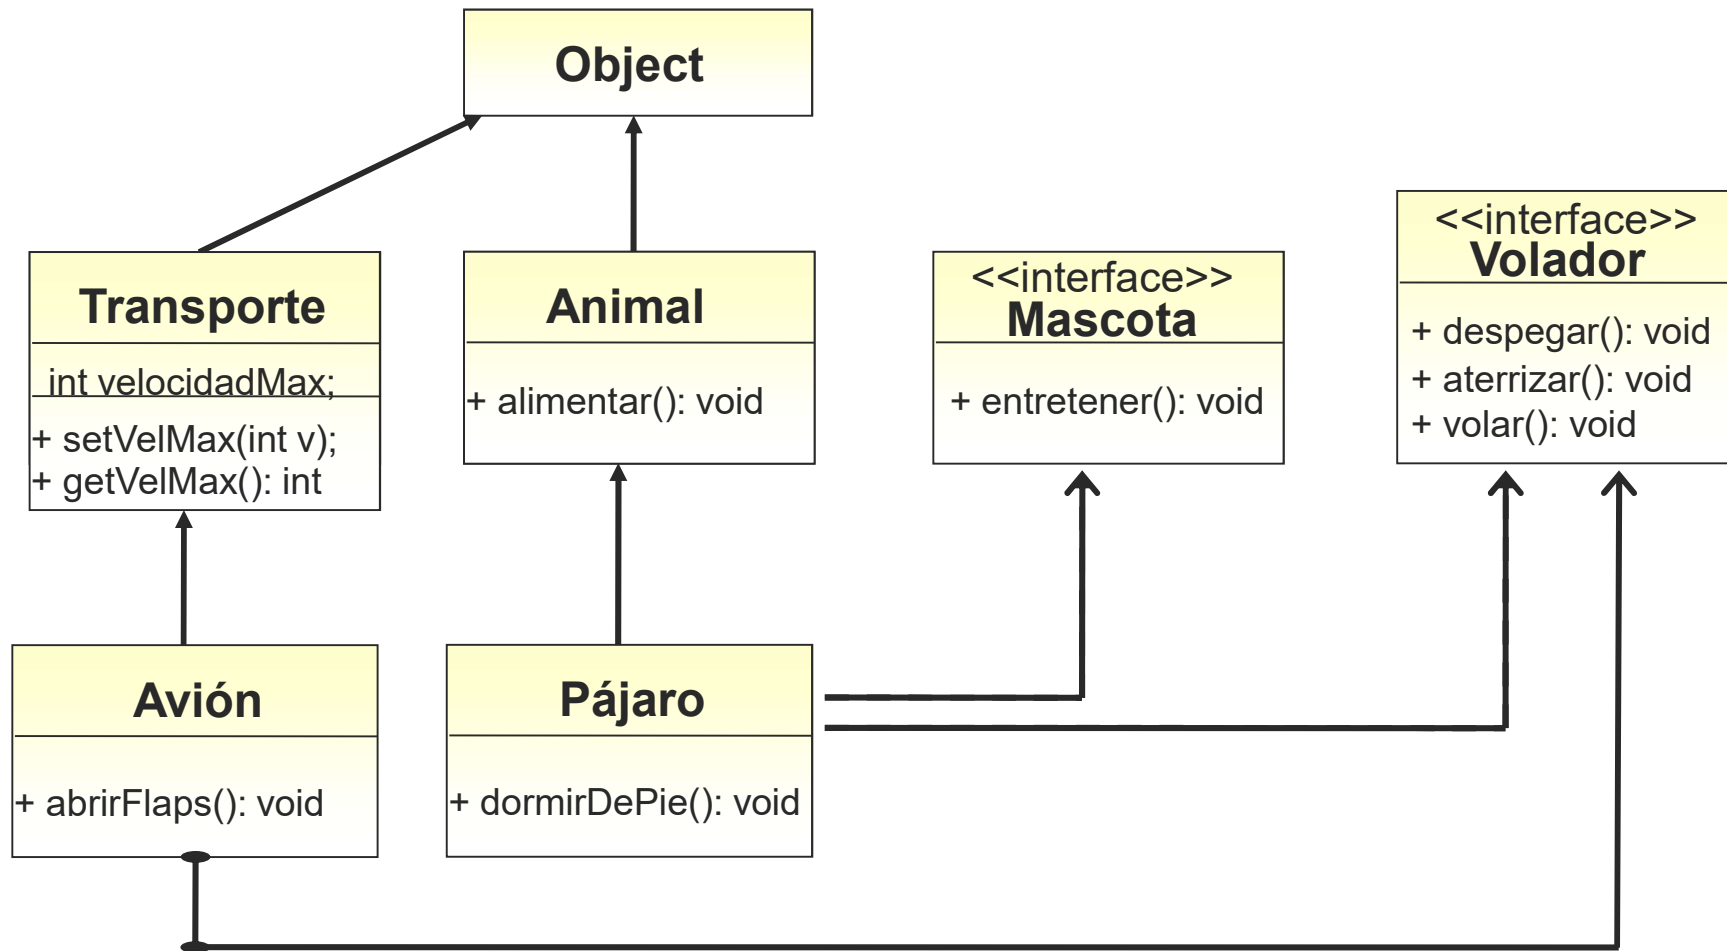 Object
Transporte
int velocidadMax;
+ setVelMax(int v);
+ getVelMax(): int
Animal
+ alimentar(): void
<<interface>>
Mascota
+ entretener(): void
<<interface>>
Volador
+ despegar(): void
+ aterrizar(): void
+ volar(): void
Avión
+ abrirFlaps(): void
Pájaro
+ dormirDePie(): void